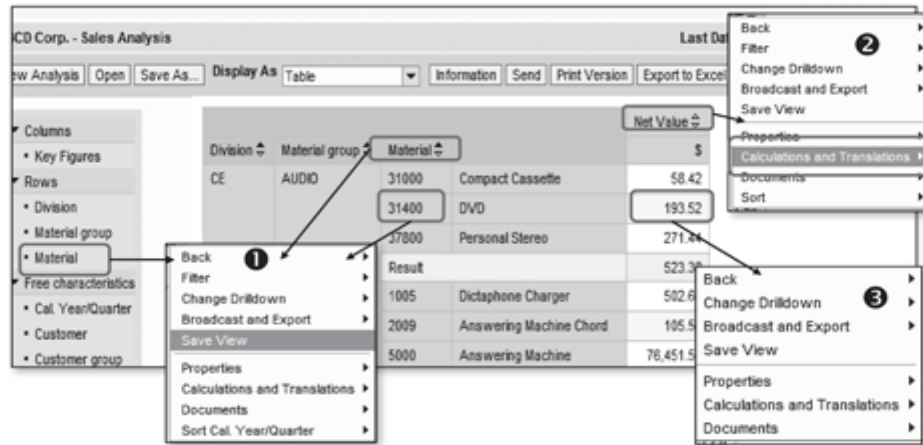 CD Corp. - Sales Analysis
Last Dat
ew Analysis
Open
Save As...
Display As
Table
Information
Send
Print Version
Export to Excel
Columns
Key Figures
Rows
Division
Material group
Material
Free characteristics
Cal. Year/Quarter
Customer
Customer group
Net Value
Division
Material group
Material
$
CE
AUDIO
31000
Compact Cassette
58.42
31400
DVD
193.52
37800
Personal Stereo
271.44
Result
523.3
1005
Dictaphone Charger
502.6
2009
Answering Machine Chord
105.5
5000
Answering Machine
76,451.5
1
Back
Filter
Change Drilldown
Broadcast and Export
Save View
Properties
Calculations and Translations
Documents
Sort Cal. Year/Quarter
2
Back
Filter
Change Drilldown
Broadcast and Export
Save View
Properties
Calculations and Translations
Documents
Sort
3
Back
Change Drilldown
Broadcast and Export
Save View
Properties
Calculations and Translations
Documents